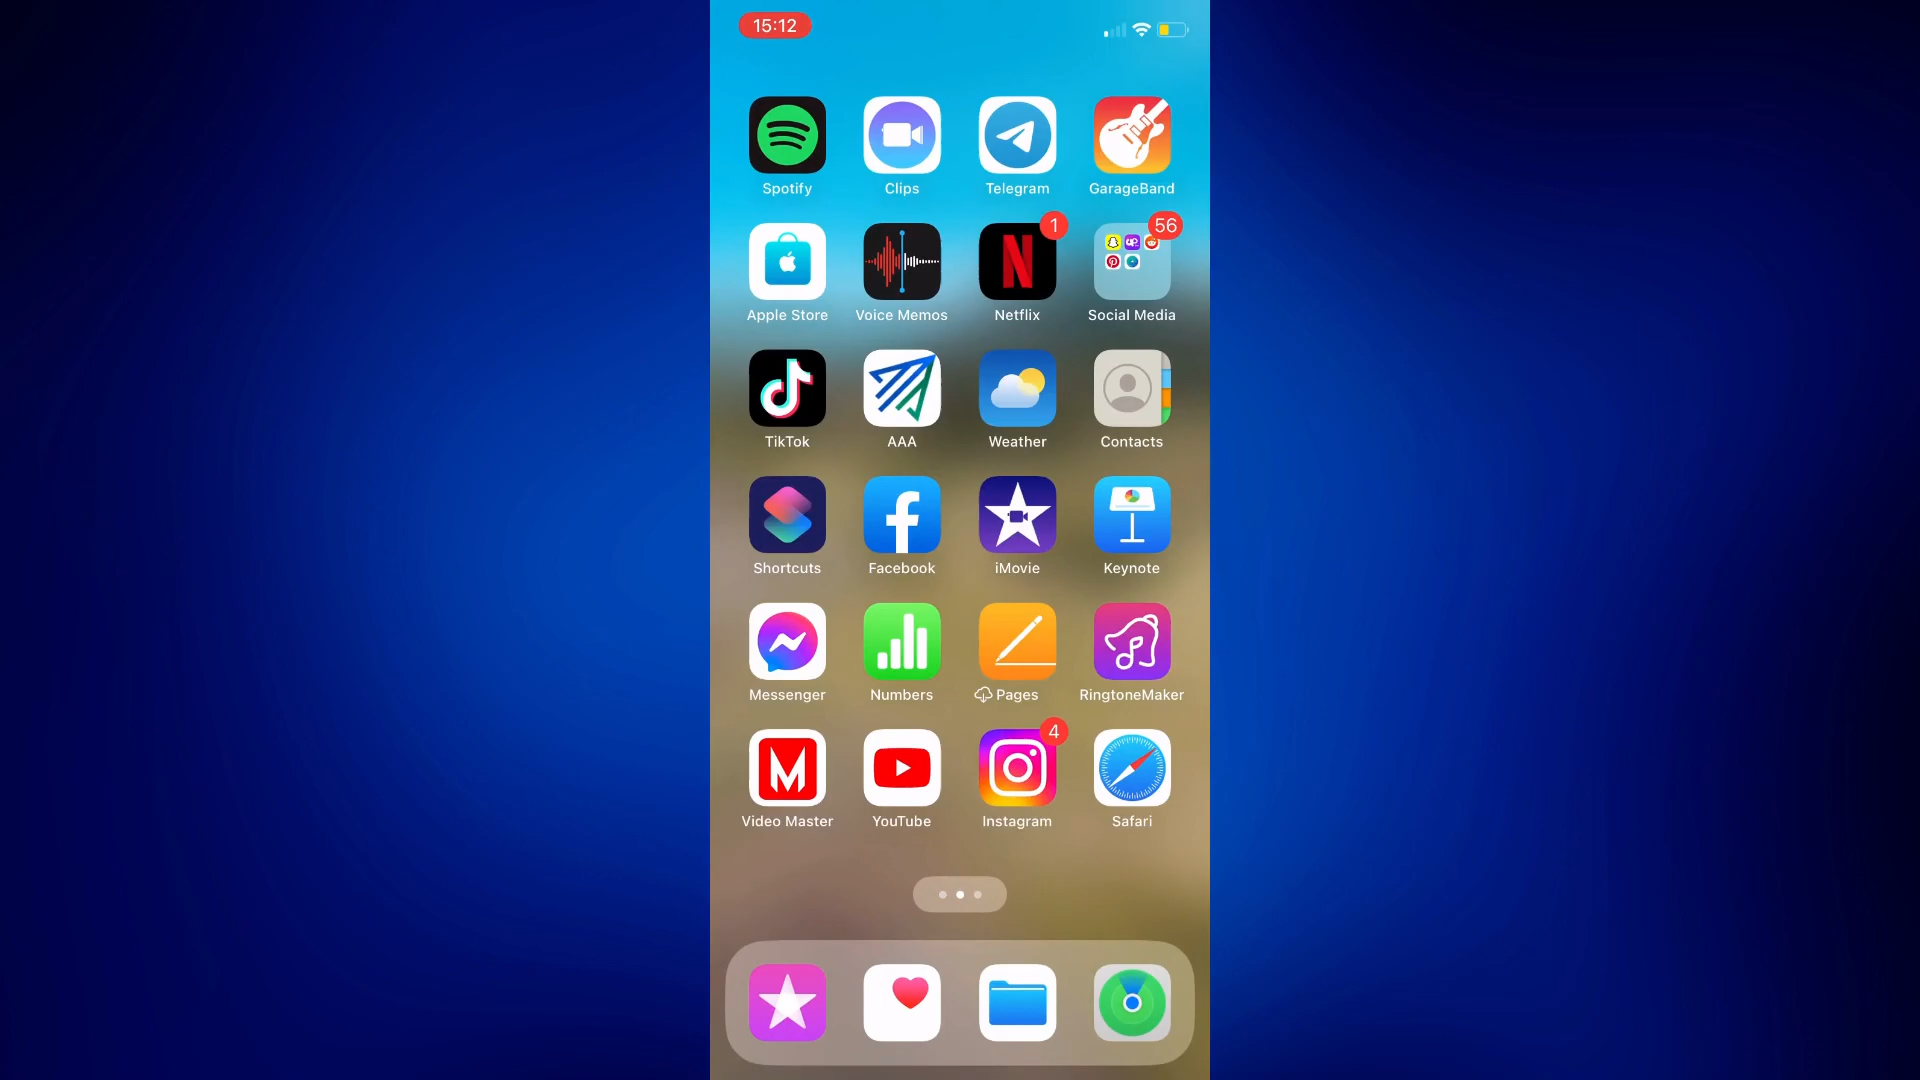 15:12
Spotify Clips Telegram GarageBand
1 56
Apple Store Voice Memos Netflix Social Media
TikTok AAA Weather Contacts
Shortcuts Facebook iMovie Keynote
Messenger Numbers Pages RingtoneMaker
4
Video Master YouTube Instagram Safari